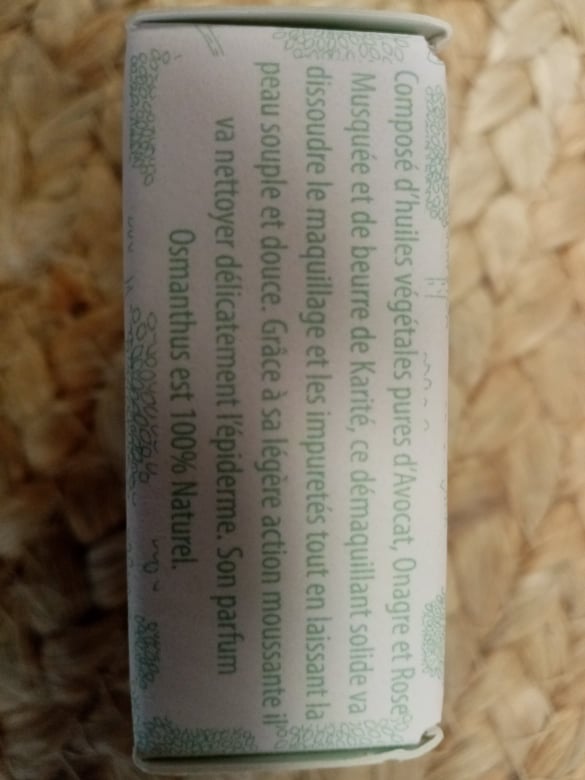 Composé d'huiles végétales pures d'Avocat, Onagre et Rose
Musquée et de beurre de Karité, ce démaquillant solide va
dissoudre le maquillage et les impuretés tout en laissant la
peau souple et douce. Grâce à sa légère action moussante il
va nettoyer délicatement l'épiderme. Son parfum
Osmanthus est 100% Naturel.